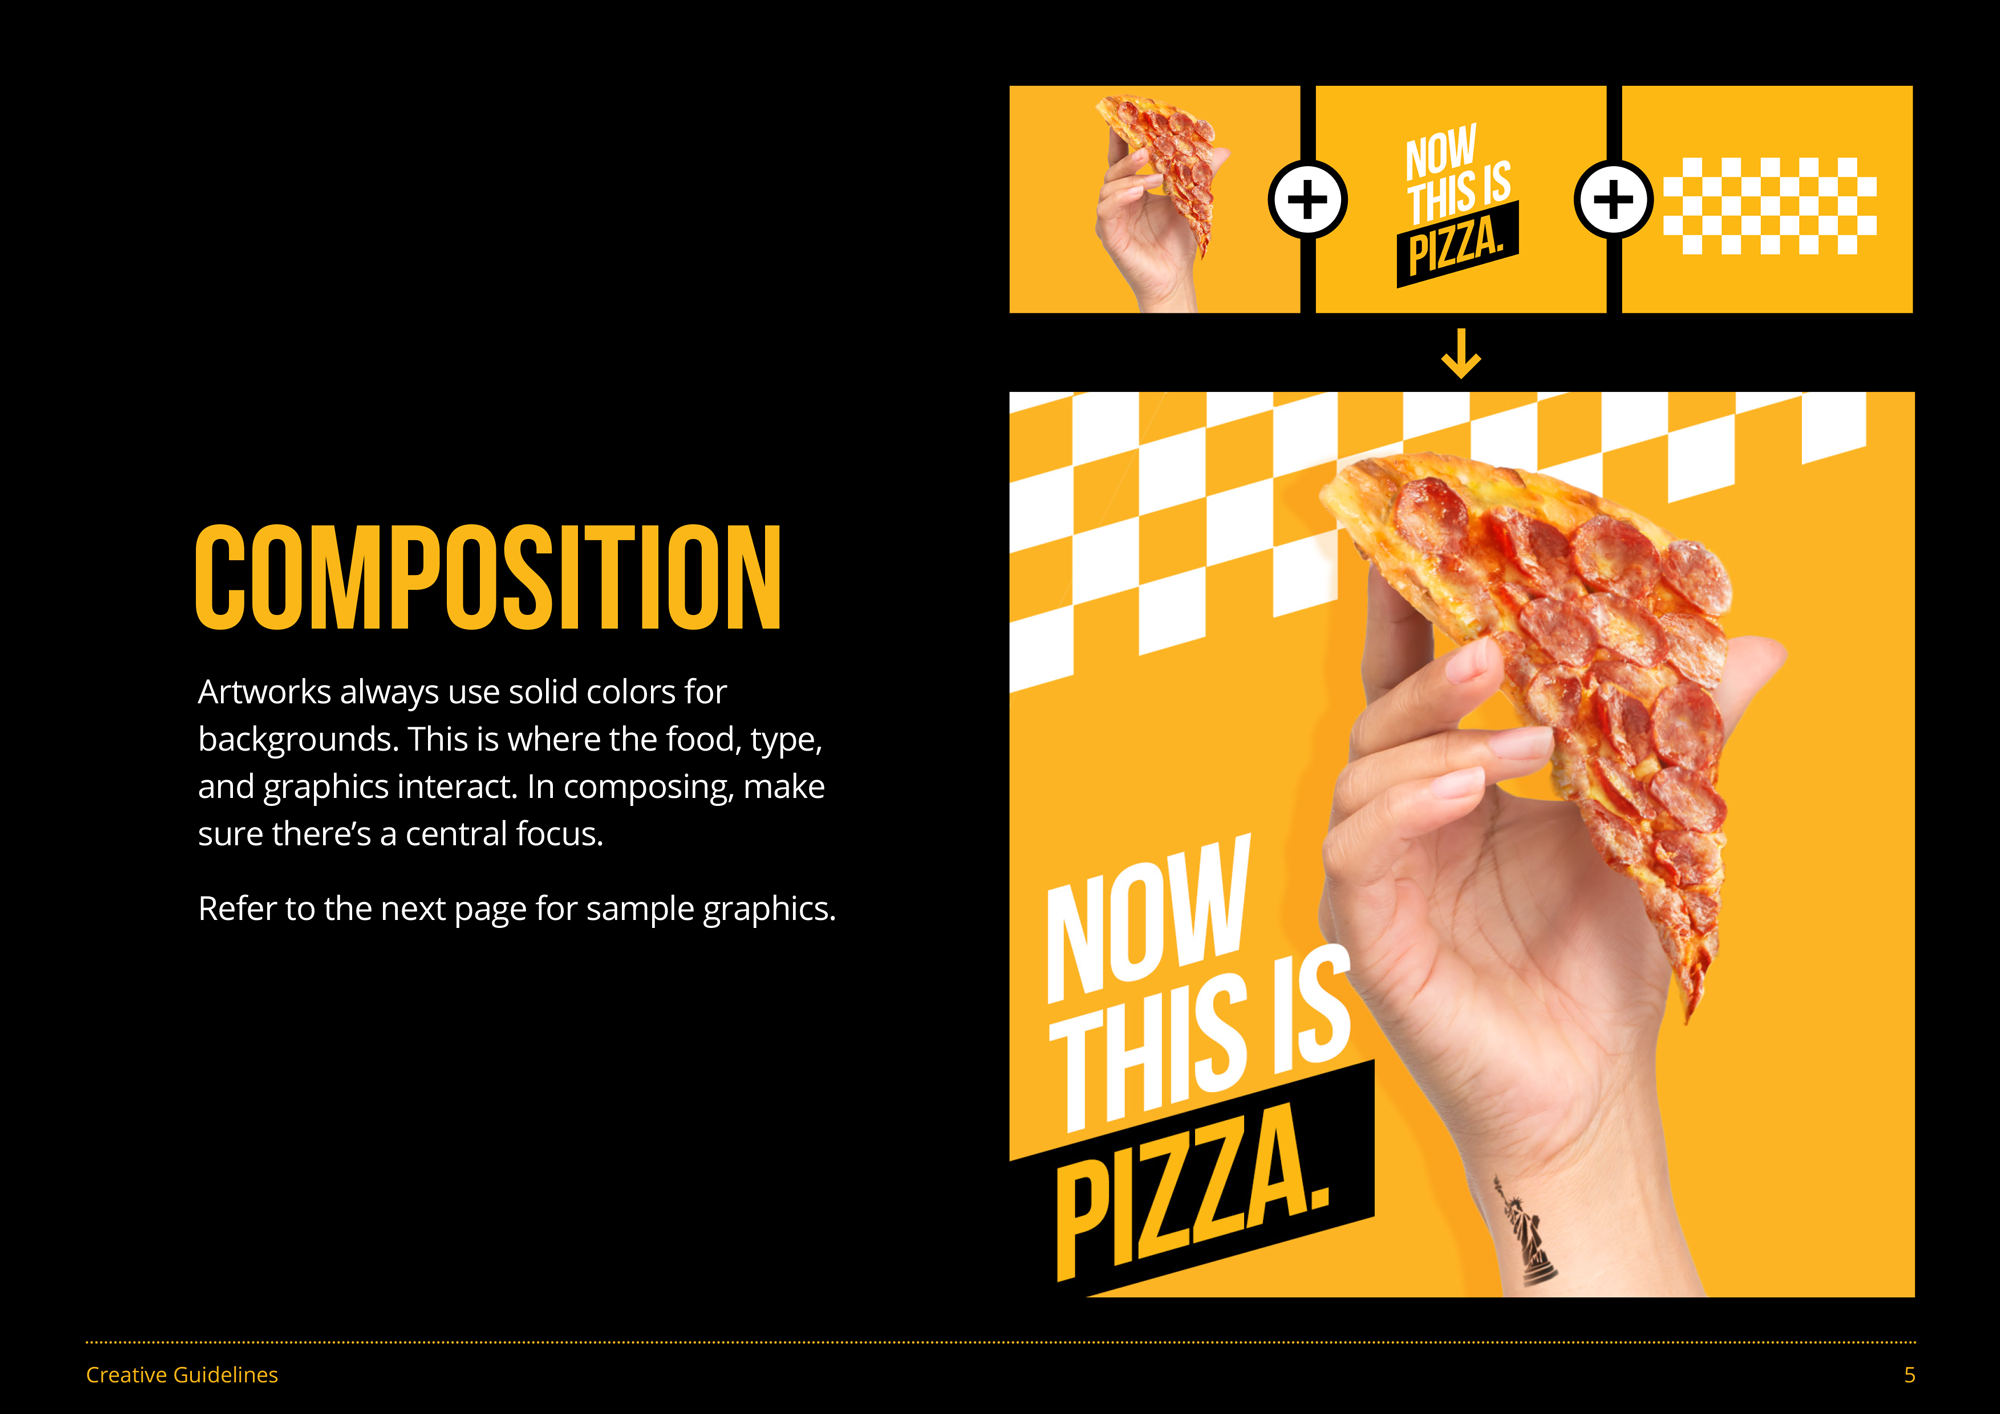 NOW
THIS IS
PIZZA.
COMPOSITION
Artworks always use solid colors for
backgrounds. This is where the food, type,
and graphics interact. In composing, make
sure there’s a central focus.
Refer to the next page for sample graphics.
NOW
THIS IS
PIZZA.
Creative Guidelines
5